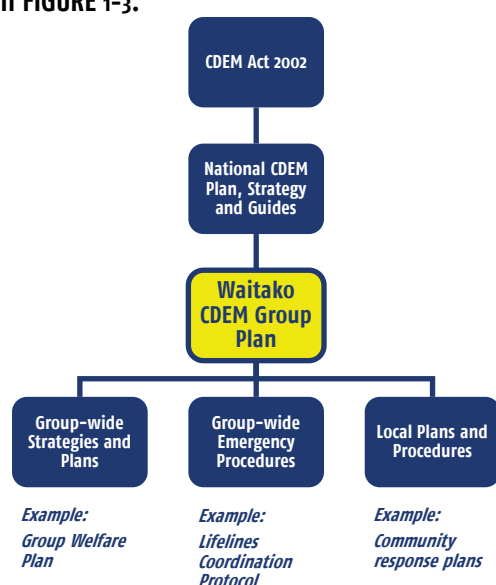 in FIGURE 1-3.
CDEM Act 2002
National CDEM
Plan, Strategy
and Guides
Waitako
CDEM Group
Plan
Group-wide
Strategies and
Plans
Group-wide
Emergency
Procedures
Local Plans and
Procedures
Example:
Group Welfare
Plan
Example:
Lifelines
Coordination
Protocol
Example:
Community
response plans